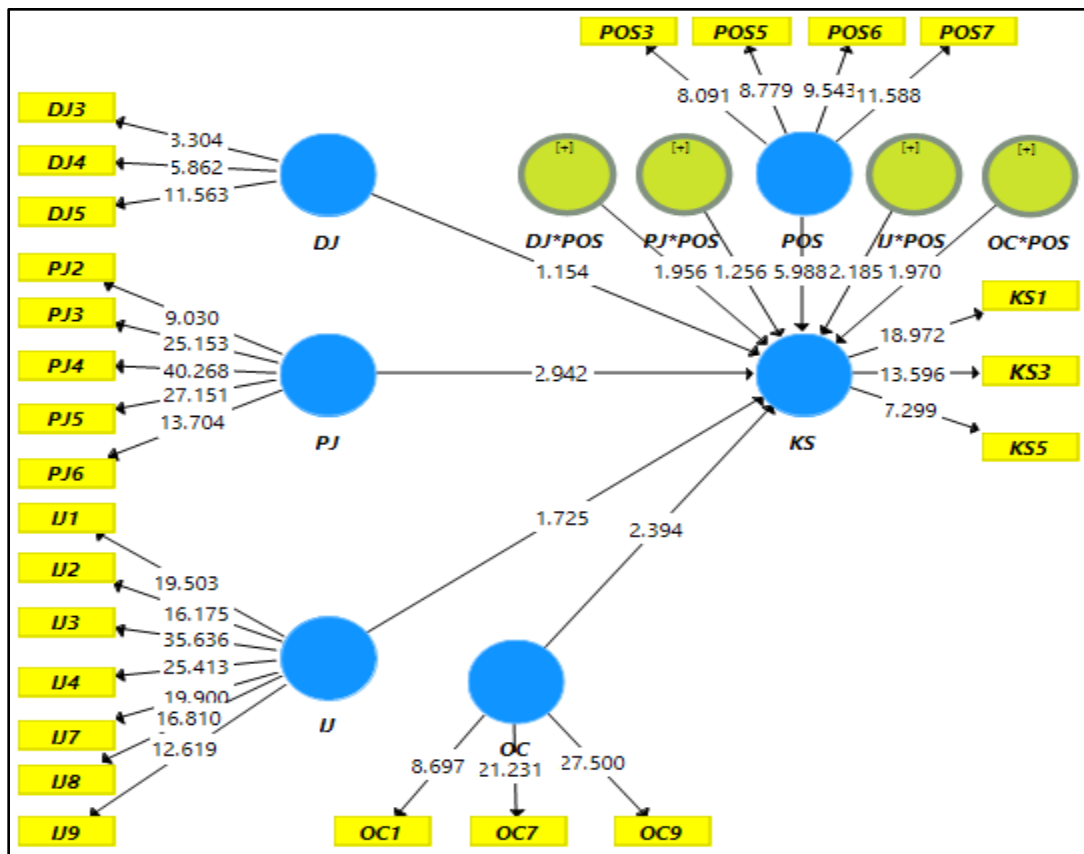 POS3 POS5 POS6 POS7
8.091 8.779 9.543 11.588
DJ3
DJ4
DJ5
3.304
5.862
11.563
DJ
[+] [+] [+] [+]
DJ*POS PJ*POS POS IJ*POS OC*POS
1.154 1.956 1.256 5.988 2.185 1.970
PJ2
PJ3
PJ4
PJ5
PJ6
9.030
25.153
40.268
27.151
13.704
PJ
2.942
KS
18.972
13.596
7.299
KS1
KS3
KS5
IJ1
IJ2
IJ3
IJ4
IJ7
IJ8
IJ9
19.503
16.175
35.636
25.413
19.900
16.810
12.619
IJ
1.725
2.394
OC
8.697 21.231 27.500
OC1 OC7 OC9